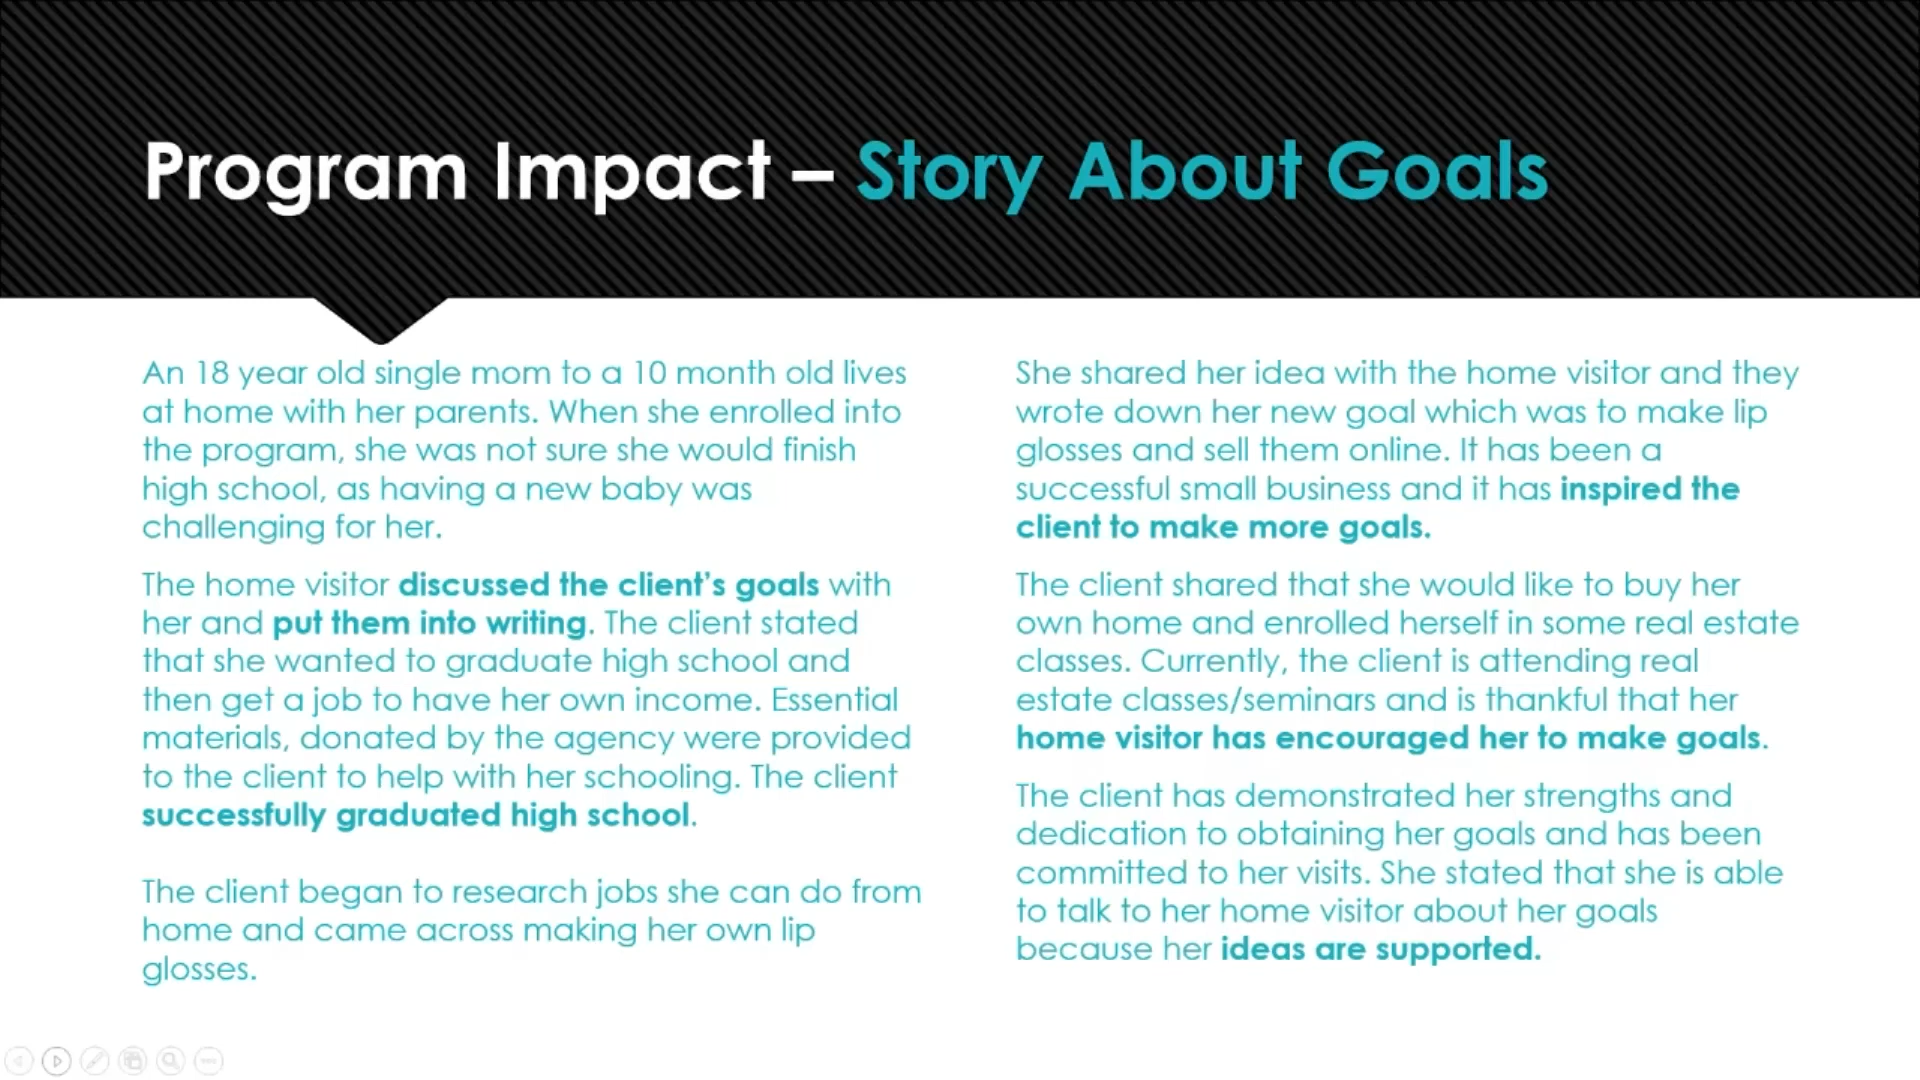 Program Impact – Story About Goals
An 18 year old single mom to a 10 month old lives
at home with her parents. When she enrolled into
the program, she was not sure she would finish
high school, as having a new baby was
challenging for her.
The home visitor discussed the client’s goals with
her and put them into writing. The client stated
that she wanted to graduate high school and
then get a job to have her own income. Essential
materials, donated by the agency were provided
to the client to help with her schooling. The client
successfully graduated high school.
The client began to research jobs she can do from
home and came across making her own lip
glosses.
She shared her idea with the home visitor and they
wrote down her new goal which was to make lip
glosses and sell them online. It has been a
successful small business and it has inspired the
client to make more goals.
The client shared that she would like to buy her
own home and enrolled herself in some real estate
classes. Currently, the client is attending real
estate classes/seminars and is thankful that her
home visitor has encouraged her to make goals.
The client has demonstrated her strengths and
dedication to obtaining her goals and has been
committed to her visits. She stated that she is able
to talk to her home visitor about her goals
because her ideas are supported.